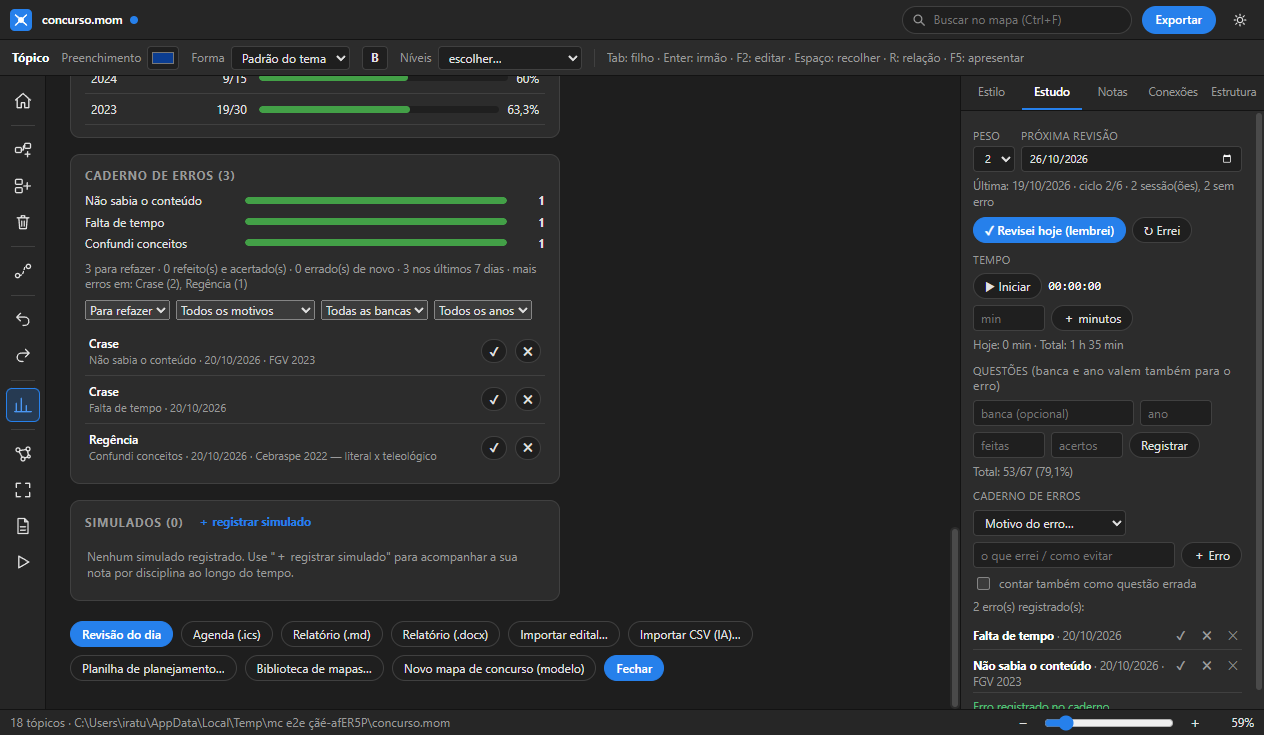 concurso.mom
Buscar no mapa (Ctrl+F)
Exportar
Tópico
Preenchimento
Forma
Padrão do tema
B
Níveis
escolher...
Tab: filho · Enter: irmão · F2: editar · Espaço: recolher · R: relação · F5: apresentar
2024 9/15 60%
2023 19/30 63,3%
CADERNO DE ERROS (3)
Não sabia o conteúdo 1
Falta de tempo 1
Confundi conceitos 1
3 para refazer · 0 refeito(s) e acertado(s) · 0 errado(s) de novo · 3 nos últimos 7 dias · mais
erros em: Crase (2), Regência (1)
Para refazer
Todos os motivos
Todas as bancas
Todos os anos
Crase
Não sabia o conteúdo · 20/10/2026 · FGV 2023
Crase
Falta de tempo · 20/10/2026
Regência
Confundi conceitos · 20/10/2026 · Cebraspe 2022 — literal x teleológico
SIMULADOS (0) + registrar simulado
Nenhum simulado registrado. Use "+ registrar simulado" para acompanhar a sua
nota por disciplina ao longo do tempo.
Revisão do dia
Agenda (.ics)
Relatório (.md)
Relatório (.docx)
Importar edital...
Importar CSV (IA)...
Planilha de planejamento...
Biblioteca de mapas...
Novo mapa de concurso (modelo)
Fechar
Estilo
Estudo
Notas
Conexões
Estrutura
PESO
PRÓXIMA REVISÃO
2
26/10/2026
Última: 19/10/2026 · ciclo 2/6 · 2 sessão(ões), 2 sem
erro
✓ Revisei hoje (lembrei)
↻ Errei
TEMPO
▶ Iniciar
00:00:00
min
+ minutos
Hoje: 0 min · Total: 1 h 35 min
QUESTÕES (banca e ano valem também para o
erro)
banca (opcional)
ano
feitas
acertos
Registrar
Total: 53/67 (79,1%)
CADERNO DE ERROS
Motivo do erro...
o que errei / como evitar
+ Erro
contar também como questão errada
2 erro(s) registrado(s):
Falta de tempo · 20/10/2026
Não sabia o conteúdo · 20/10/2026 ·
FGV 2023
Erro registrado no caderno
18 tópicos · C:\Users\iratu\AppData\Local\Temp\mc e2e çãé-afER5P\concurso.mom
59%